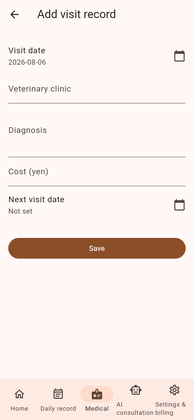 Add visit record
Visit date
2026-08-06
Veterinary clinic
Diagnosis
Cost (yen)
Next visit date
Not set
Save
Home
Daily record
Medical
AI consultation
Settings & billing